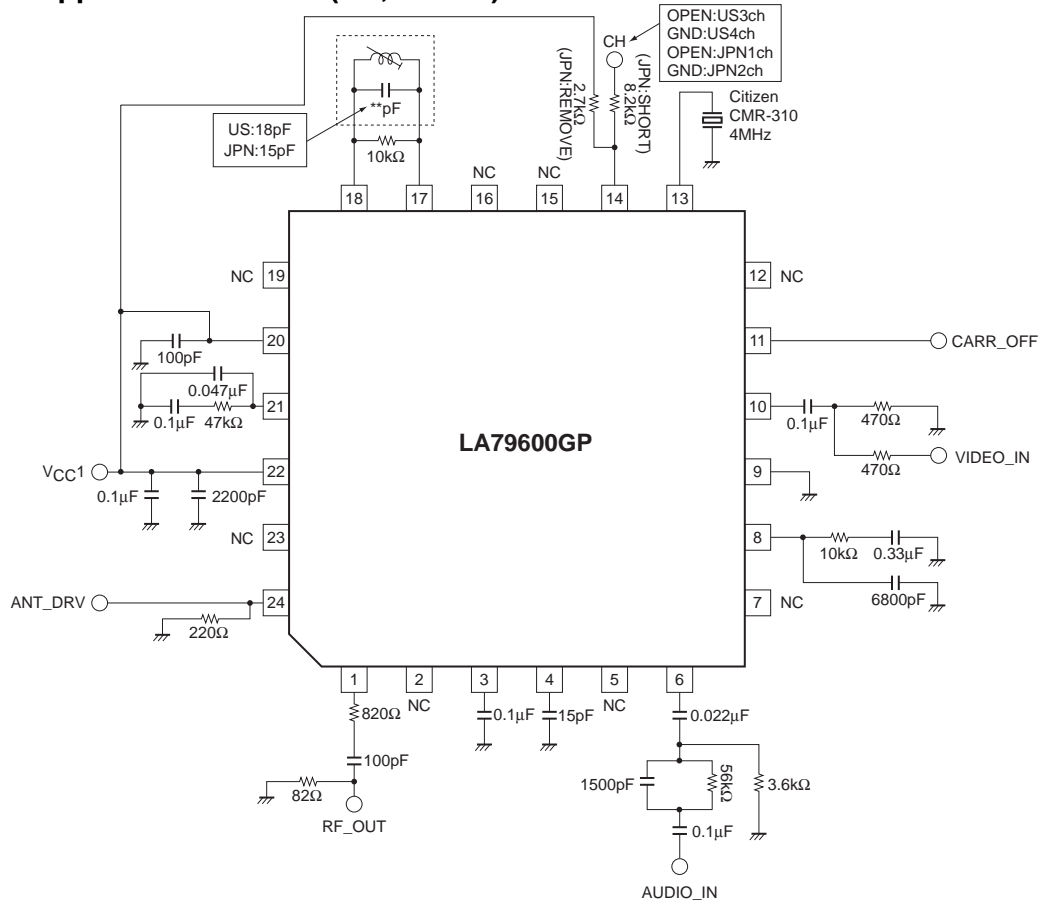 OPEN:US3ch
GND:US4ch
OPEN:JPN1ch
GND:JPN2ch
CH
(JPN:REMOVE)
2.7kΩ
8.2kΩ
(JPN:SHORT)
Citizen
CMR-310
4MHz
**pF
US:18pF
JPN:15pF
10kΩ
NC
NC
18
17
16
15
14
13
NC
19
12
NC
20
100pF
11
CARR_OFF
0.047µF
21
0.1µF
47kΩ
10
0.1µF
470Ω
LA79600GP
VCC1
22
0.1µF
2200pF
9
470Ω
VIDEO_IN
NC
23
8
10kΩ
0.33µF
6800pF
ANT_DRV
24
220Ω
7
NC
1
2
3
4
5
6
NC
NC
820Ω
0.1µF
15pF
0.022µF
100pF
82Ω
RF_OUT
1500pF
56kΩ
3.6kΩ
0.1µF
AUDIO_IN